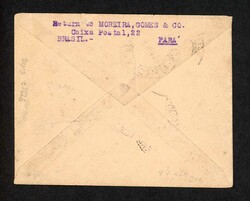 Return to MOREIRA, GOMES & CO.
Caixa Postal, 22
BRASIL.- PARÁ